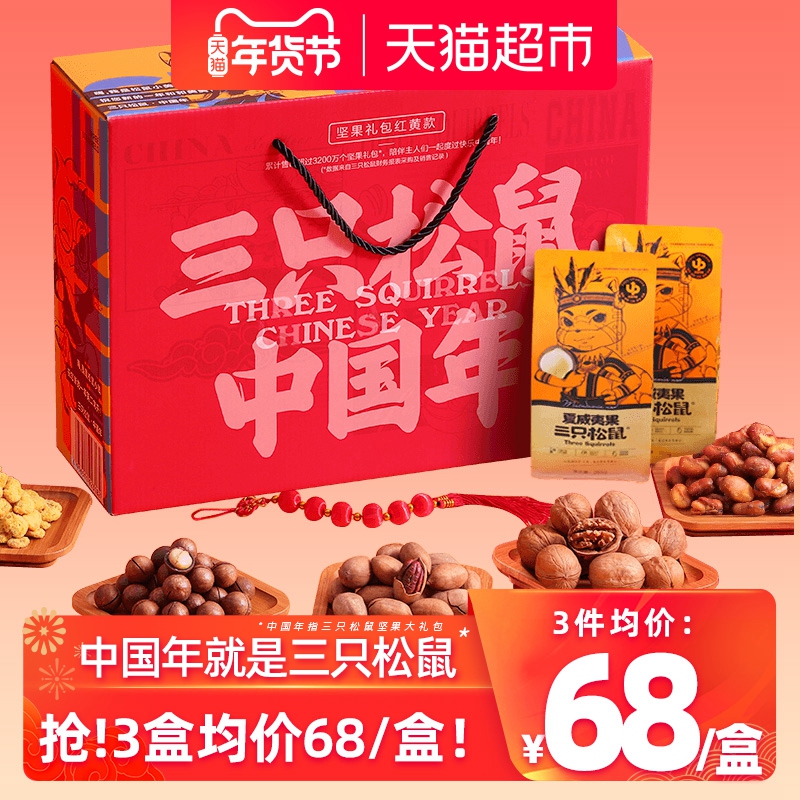 天猫 年货节 天猫超市
坚果礼包红黄款
三只松鼠
THREE SQUIRRELS
CHINESE YEAR
中国年
夏威夷果
三只松鼠
Three Squirrels
*中国年指三只松鼠坚果大礼包
中国年就是三只松鼠
抢!3盒均价68/盒!
3件均价:
¥68/盒